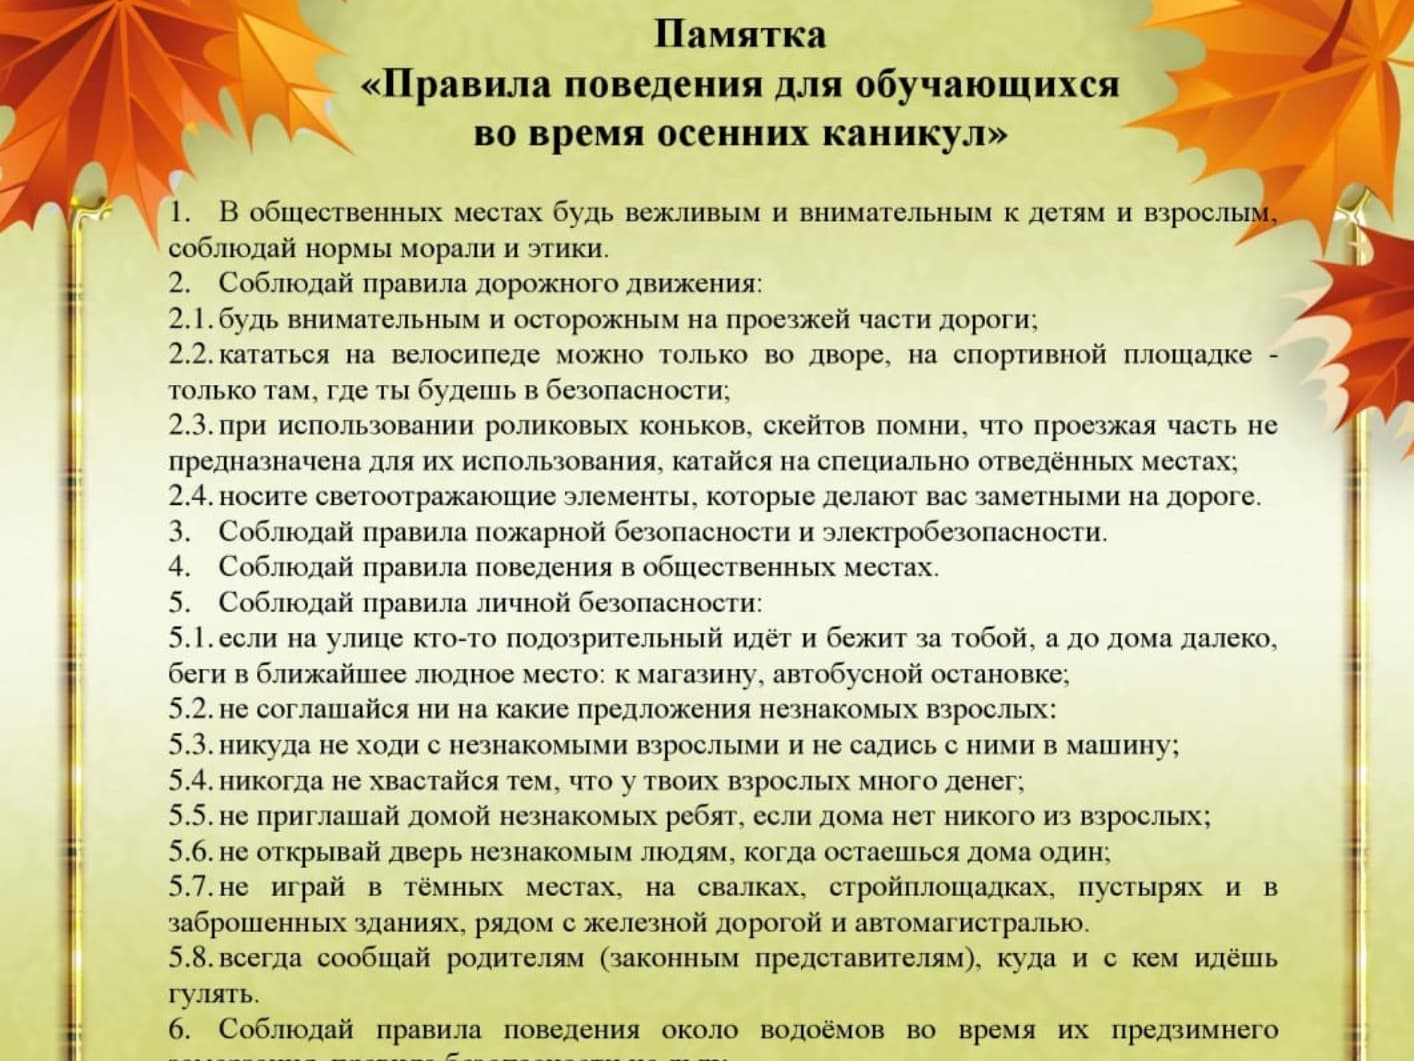 Памятка
«Правила поведения для обучающихся
во время осенних каникул»
1. В общественных местах будь вежливым и внимательным к детям и взрослым,
соблюдай нормы морали и этики.
2. Соблюдай правила дорожного движения:
2.1. будь внимательным и осторожным на проезжей части дороги;
2.2. кататься на велосипеде можно только во дворе, на спортивной площадке -
только там, где ты будешь в безопасности;
2.3. при использовании роликовых коньков, скейтов помни, что проезжая часть не
предназначена для их использования, катайся на специально отведённых местах;
2.4. носите светоотражающие элементы, которые делают вас заметными на дороге.
3. Соблюдай правила пожарной безопасности и электробезопасности.
4. Соблюдай правила поведения в общественных местах.
5. Соблюдай правила личной безопасности:
5.1. если на улице кто-то подозрительный идёт и бежит за тобой, а до дома далеко,
беги в ближайшее людное место: к магазину, автобусной остановке;
5.2. не соглашайся ни на какие предложения незнакомых взрослых:
5.3. никуда не ходи с незнакомыми взрослыми и не садись с ними в машину;
5.4. никогда не хвастайся тем, что у твоих взрослых много денег;
5.5. не приглашай домой незнакомых ребят, если дома нет никого из взрослых;
5.6. не открывай дверь незнакомым людям, когда остаешься дома один;
5.7. не играй в тёмных местах, на свалках, стройплощадках, пустырях и в
заброшенных зданиях, рядом с железной дорогой и автомагистралью.
5.8. всегда сообщай родителям (законным представителям), куда и с кем идёшь
гулять.
6. Соблюдай правила поведения около водоёмов во время их предзимнего